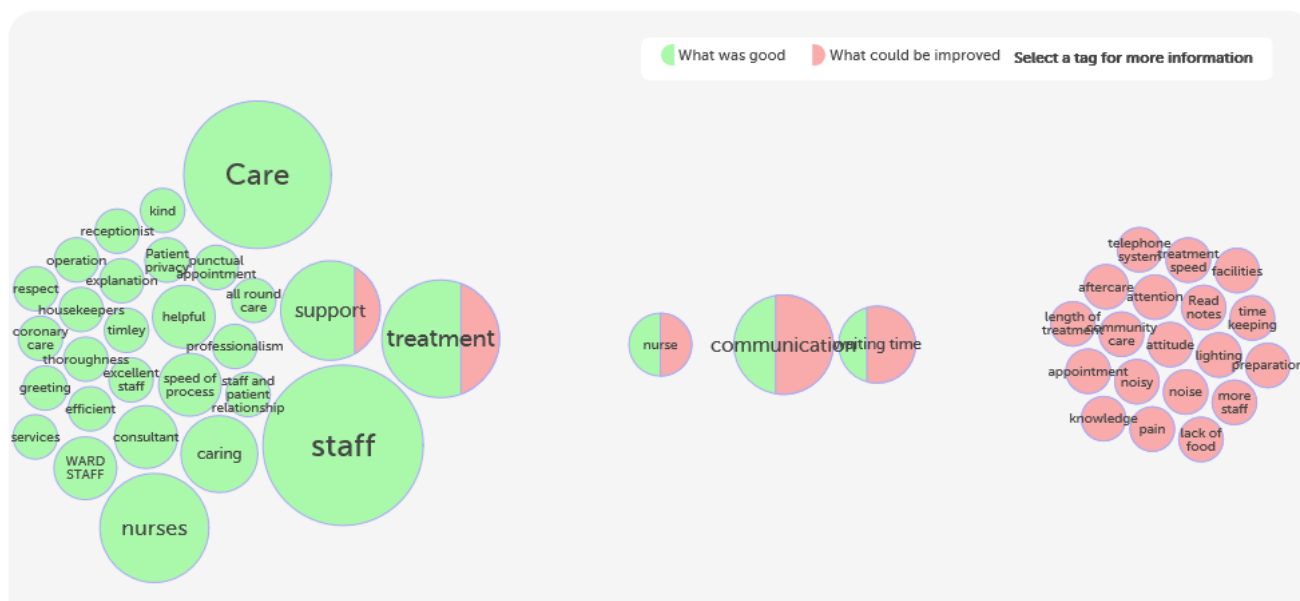 What was good
What could be improved
Select a tag for more information
Care
kind
receptionist
operation
Patient
privacy
punctual
appointment
explanation
respect
all round
care
housekeepers
helpful
support
timley
coronary
care
professionalism
treatment
thoroughness
excellent
staff
speed of
process
staff and
patient
relationship
greeting
efficient
services
consultant
caring
staff
WARD
STAFF
nurses
nurse
communication
waiting time
telephone
system
treatment
speed
facilities
aftercare
attention
Read
notes
length of
treatment
community
care
time
keeping
attitude
lighting
preparation
appointment
noisy
noise
more
staff
knowledge
pain
lack of
food